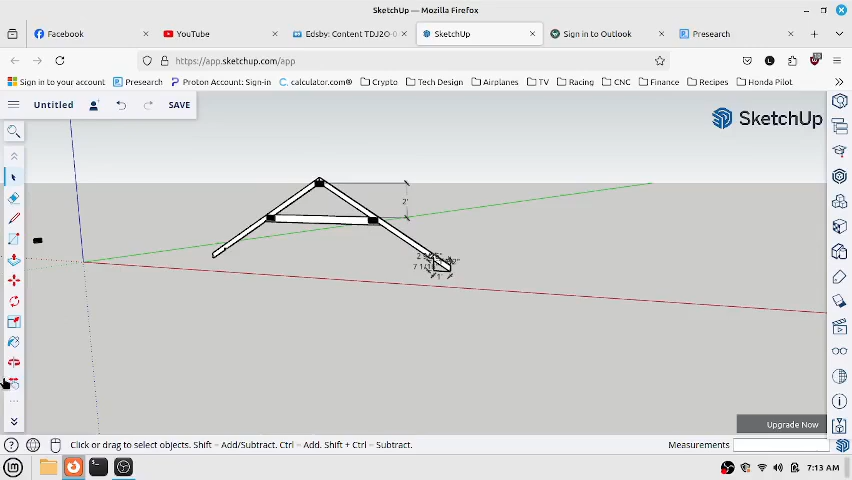 SketchUp — Mozilla Firefox
Facebook
YouTube
Edsby: Content TDJ2O-0
SketchUp
Sign in to Outlook
Presearch
https://app.sketchup.com/app
Sign in to your account
Presearch
Proton Account: Sign-in
calculator.com®
Crypto
Tech Design
Airplanes
TV
Racing
CNC
Finance
Recipes
Honda Pilot
Untitled
SAVE
SketchUp
2'
1'
Upgrade Now
Click or drag to select objects. Shift = Add/Subtract. Ctrl = Add. Shift + Ctrl = Subtract.
Measurements
7:13 AM